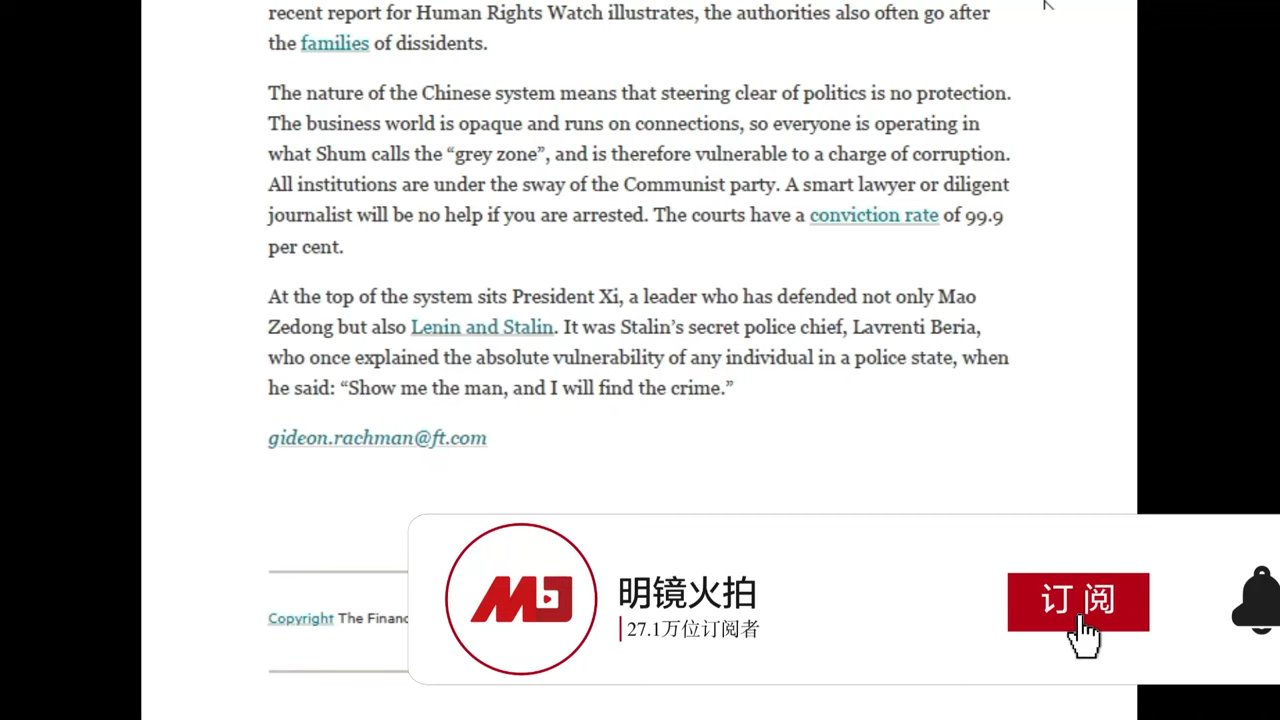 recent report for Human Rights Watch illustrates, the authorities also often go after
the families of dissidents.
The nature of the Chinese system means that steering clear of politics is no protection.
The business world is opaque and runs on connections, so everyone is operating in
what Shum calls the “grey zone”, and is therefore vulnerable to a charge of corruption.
All institutions are under the sway of the Communist party. A smart lawyer or diligent
journalist will be no help if you are arrested. The courts have a conviction rate of 99.9
per cent.
At the top of the system sits President Xi, a leader who has defended not only Mao
Zedong but also Lenin and Stalin. It was Stalin’s secret police chief, Lavrenti Beria,
who once explained the absolute vulnerability of any individual in a police state, when
he said: “Show me the man, and I will find the crime.”
gideon.rachman@ft.com
明镜火拍
订阅
27.1万位订阅者
Copyright The Financ